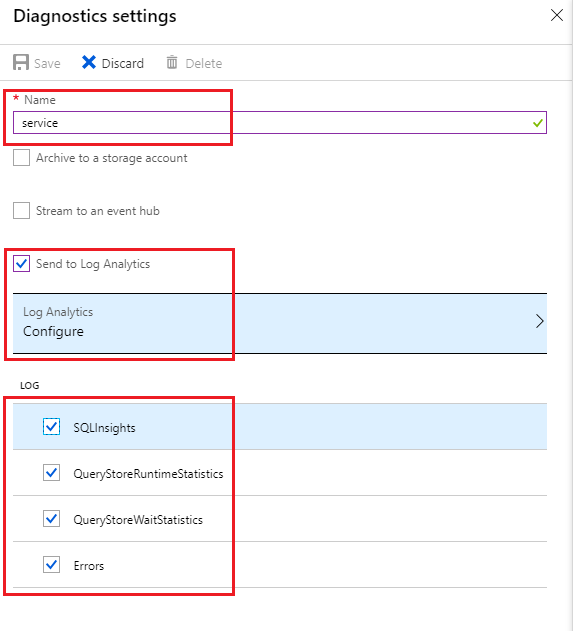 Diagnostics settings
Save Discard Delete
* Name
service
Archive to a storage account
Stream to an event hub
Send to Log Analytics
Log Analytics
Configure
LOG
SQLInsights
QueryStoreRuntimeStatistics
QueryStoreWaitStatistics
Errors